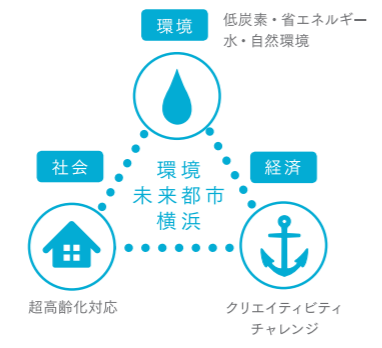 環境
低炭素・省エネルギー
水・自然環境
社会
経済
環境
未来都市
横浜
超高齢化対応
クリエイティビティ
チャレンジ